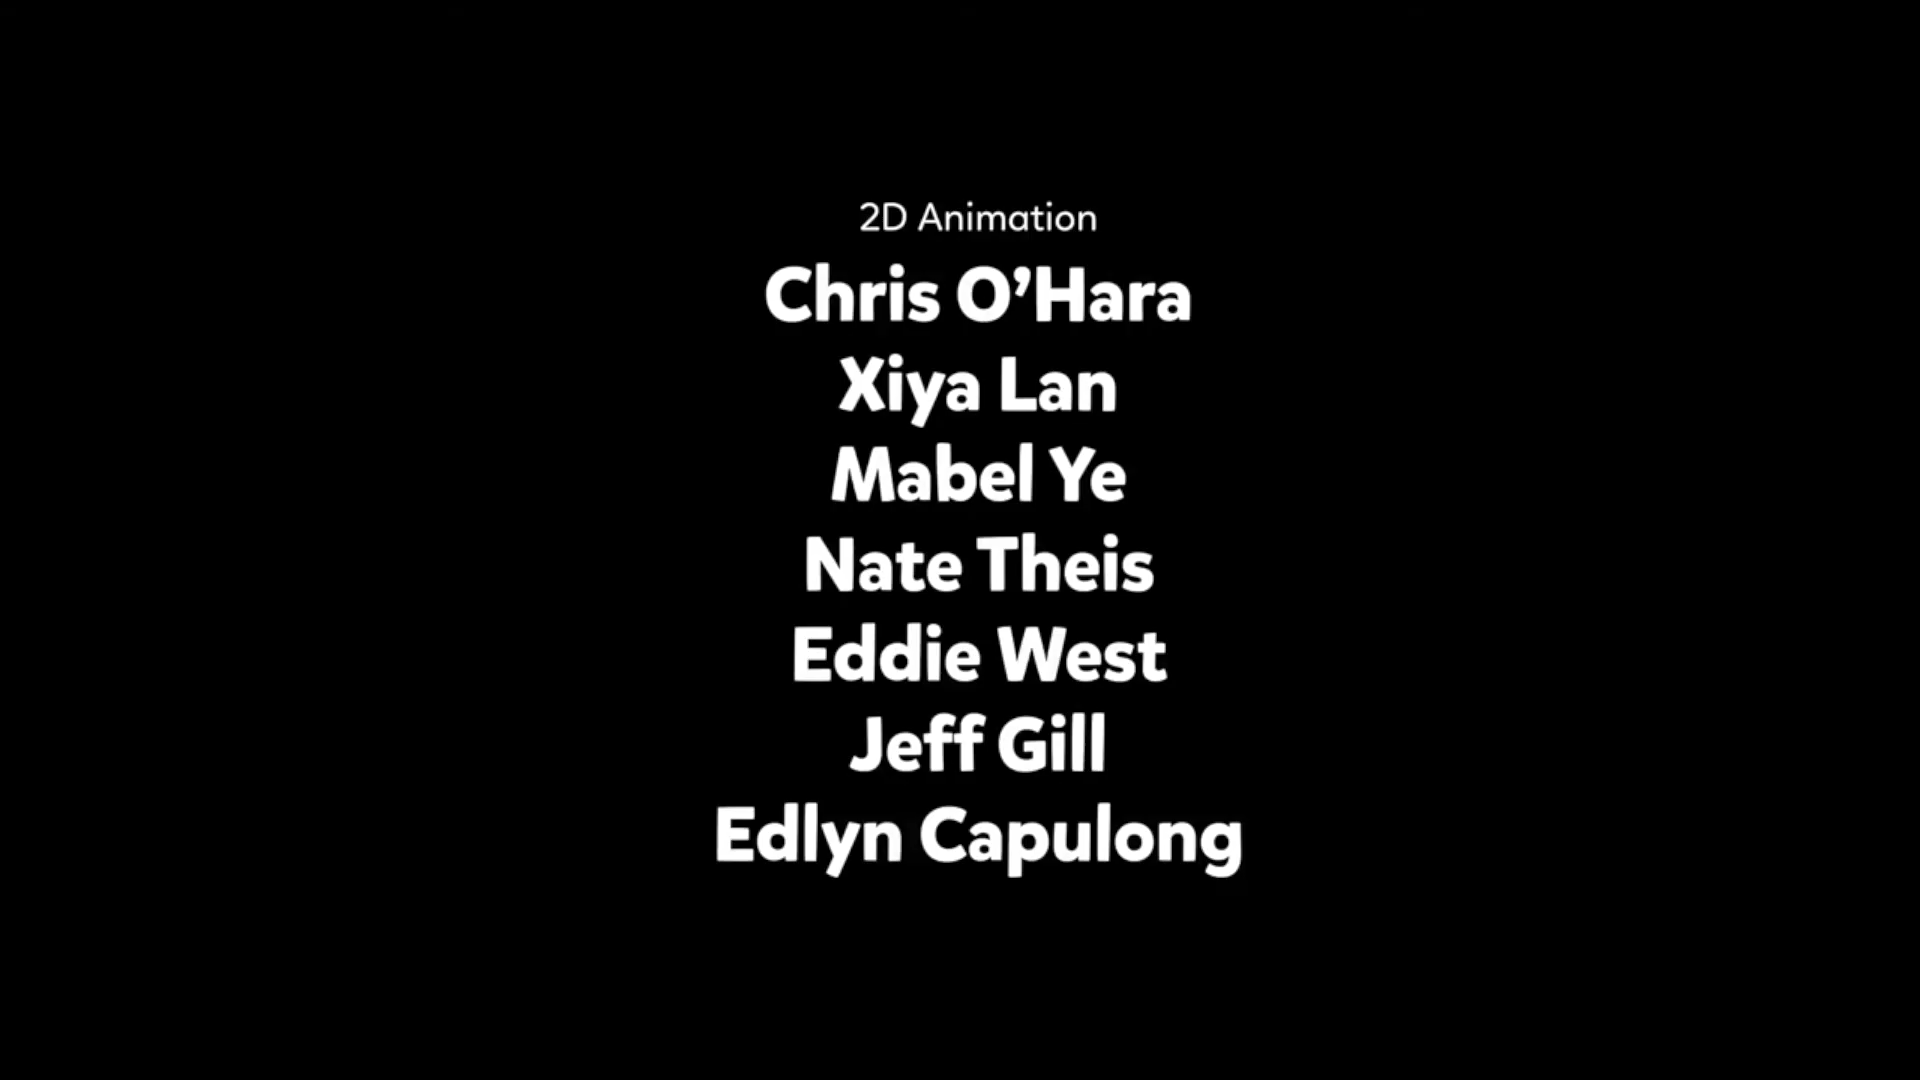 2D Animation
Chris O’Hara
Xiya Lan
Mabel Ye
Nate Theis
Eddie West
Jeff Gill
Edlyn Capulong